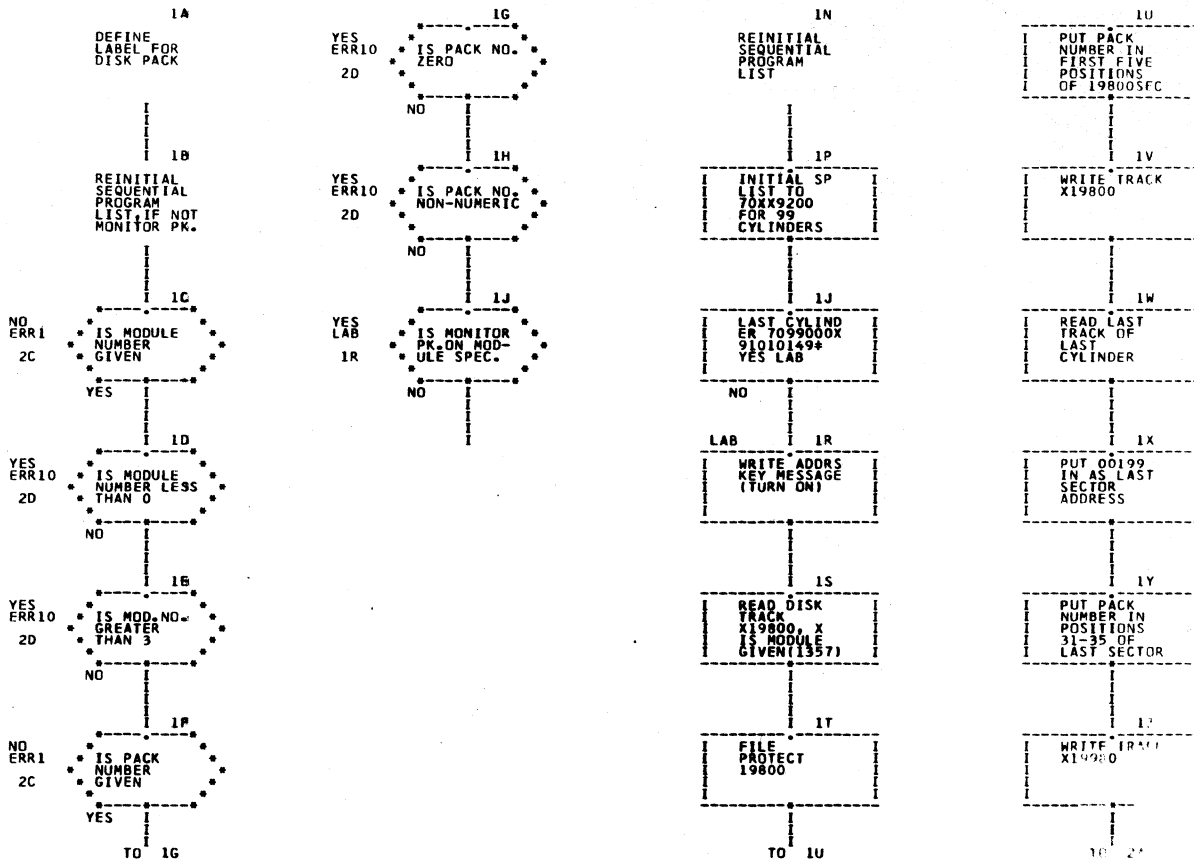 1A
DEFINE
LABEL FOR
DISK PACK
1B
REINITIAL
SEQUENTIAL
PROGRAM
LIST,IF NOT
MONITOR PK.
1C
NO
ERR1
2C
IS MODULE
NUMBER
GIVEN
YES
1D
YES
ERR10
2D
IS MODULE
NUMBER LESS
THAN 0
NO
1E
YES
ERR10
2D
IS MOD.NO.
GREATER
THAN 3
NO
1F
NO
ERR1
2C
IS PACK
NUMBER
GIVEN
YES
TO 1G
1G
YES
ERR10
2D
IS PACK NO.
ZERO
NO
1H
YES
ERR10
2D
IS PACK NO.
NON-NUMERIC
NO
1J
YES
LAB
1R
IS MONITOR
PK.ON MOD-
ULE SPEC.
NO
1N
REINITIAL
SEQUENTIAL
PROGRAM
LIST
1P
INITIAL SP
LIST TO
70XX9200
FOR 99
CYLINDERS
1J
LAST CYLIND
ER 7099000X
91010149‡
YES LAB
NO
LAB 1R
WRITE ADDRS
KEY MESSAGE
(TURN ON)
1S
READ DISK
TRACK
X19800, X
IS MODULE
GIVEN(1357)
1T
FILE
PROTECT
19800
TO 1U
1U
PUT PACK
NUMBER IN
FIRST FIVE
POSITIONS
OF 19800SEC
1V
WRITE TRACK
X19800
1W
READ LAST
TRACK OF
LAST
CYLINDER
1X
PUT 00199
IN AS LAST
SECTOR
ADDRESS
1Y
PUT PACK
NUMBER IN
POSITIONS
31-35 OF
LAST SECTOR
WRITE TRACK
X19980
TO